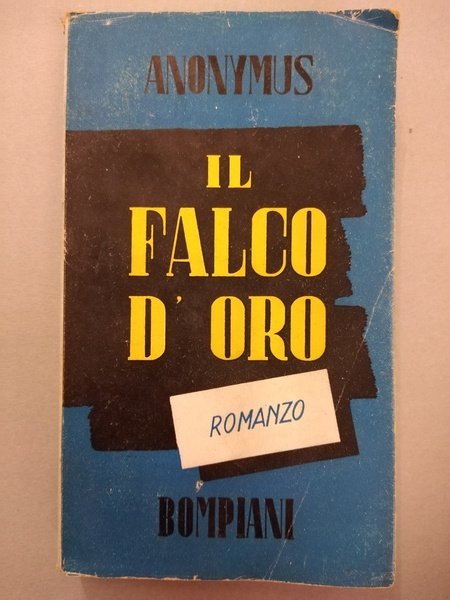 ANONYMUS
IL
FALCO
D' ORO
ROMANZO
BOMPIANI